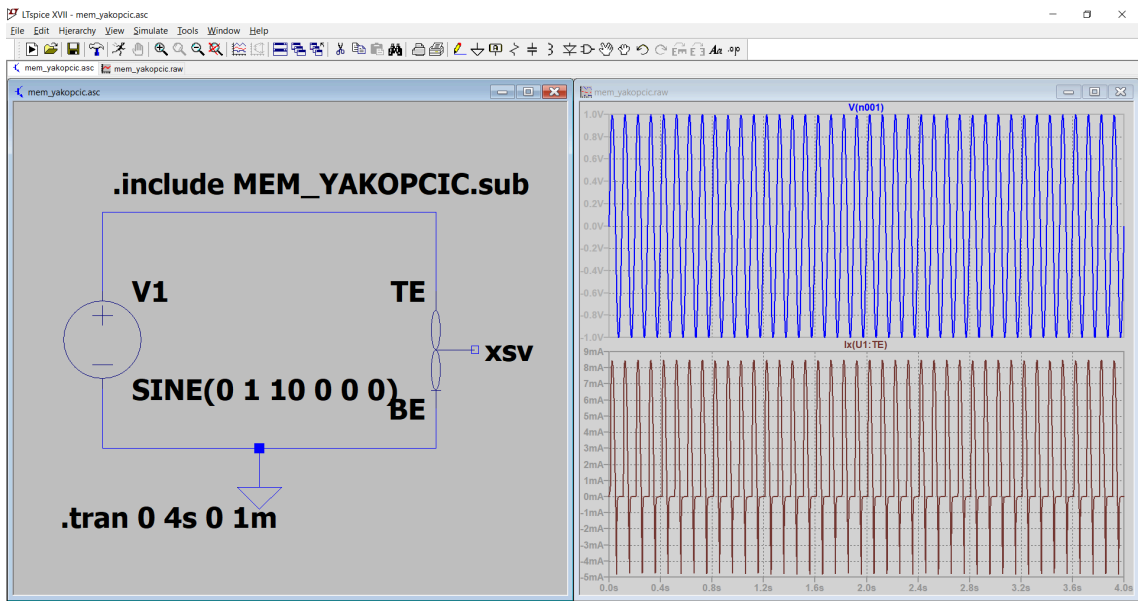 LTspice XVII - mem_yakopcic.asc
File Edit Hierarchy View Simulate Tools Window Help
mem_yakopcic.asc mem_yakopcic.raw
mem_yakopcic.asc
.include MEM_YAKOPCIC.sub
V1
TE
xsv
SINE(0 1 10 0 0 0)
BE
.tran 0 4s 0 1m
mem_yakopcic.raw
V(n001)
1.0V
0.8V
0.6V
0.4V
0.2V
0.0V
-0.2V
-0.4V
-0.6V
-0.8V
-1.0V
Ix(U1:TE)
9mA
8mA
7mA
6mA
5mA
4mA
3mA
2mA
1mA
0mA
-1mA
-2mA
-3mA
-4mA
-5mA
0.0s 0.4s 0.8s 1.2s 1.6s 2.0s 2.4s 2.8s 3.2s 3.6s 4.0s